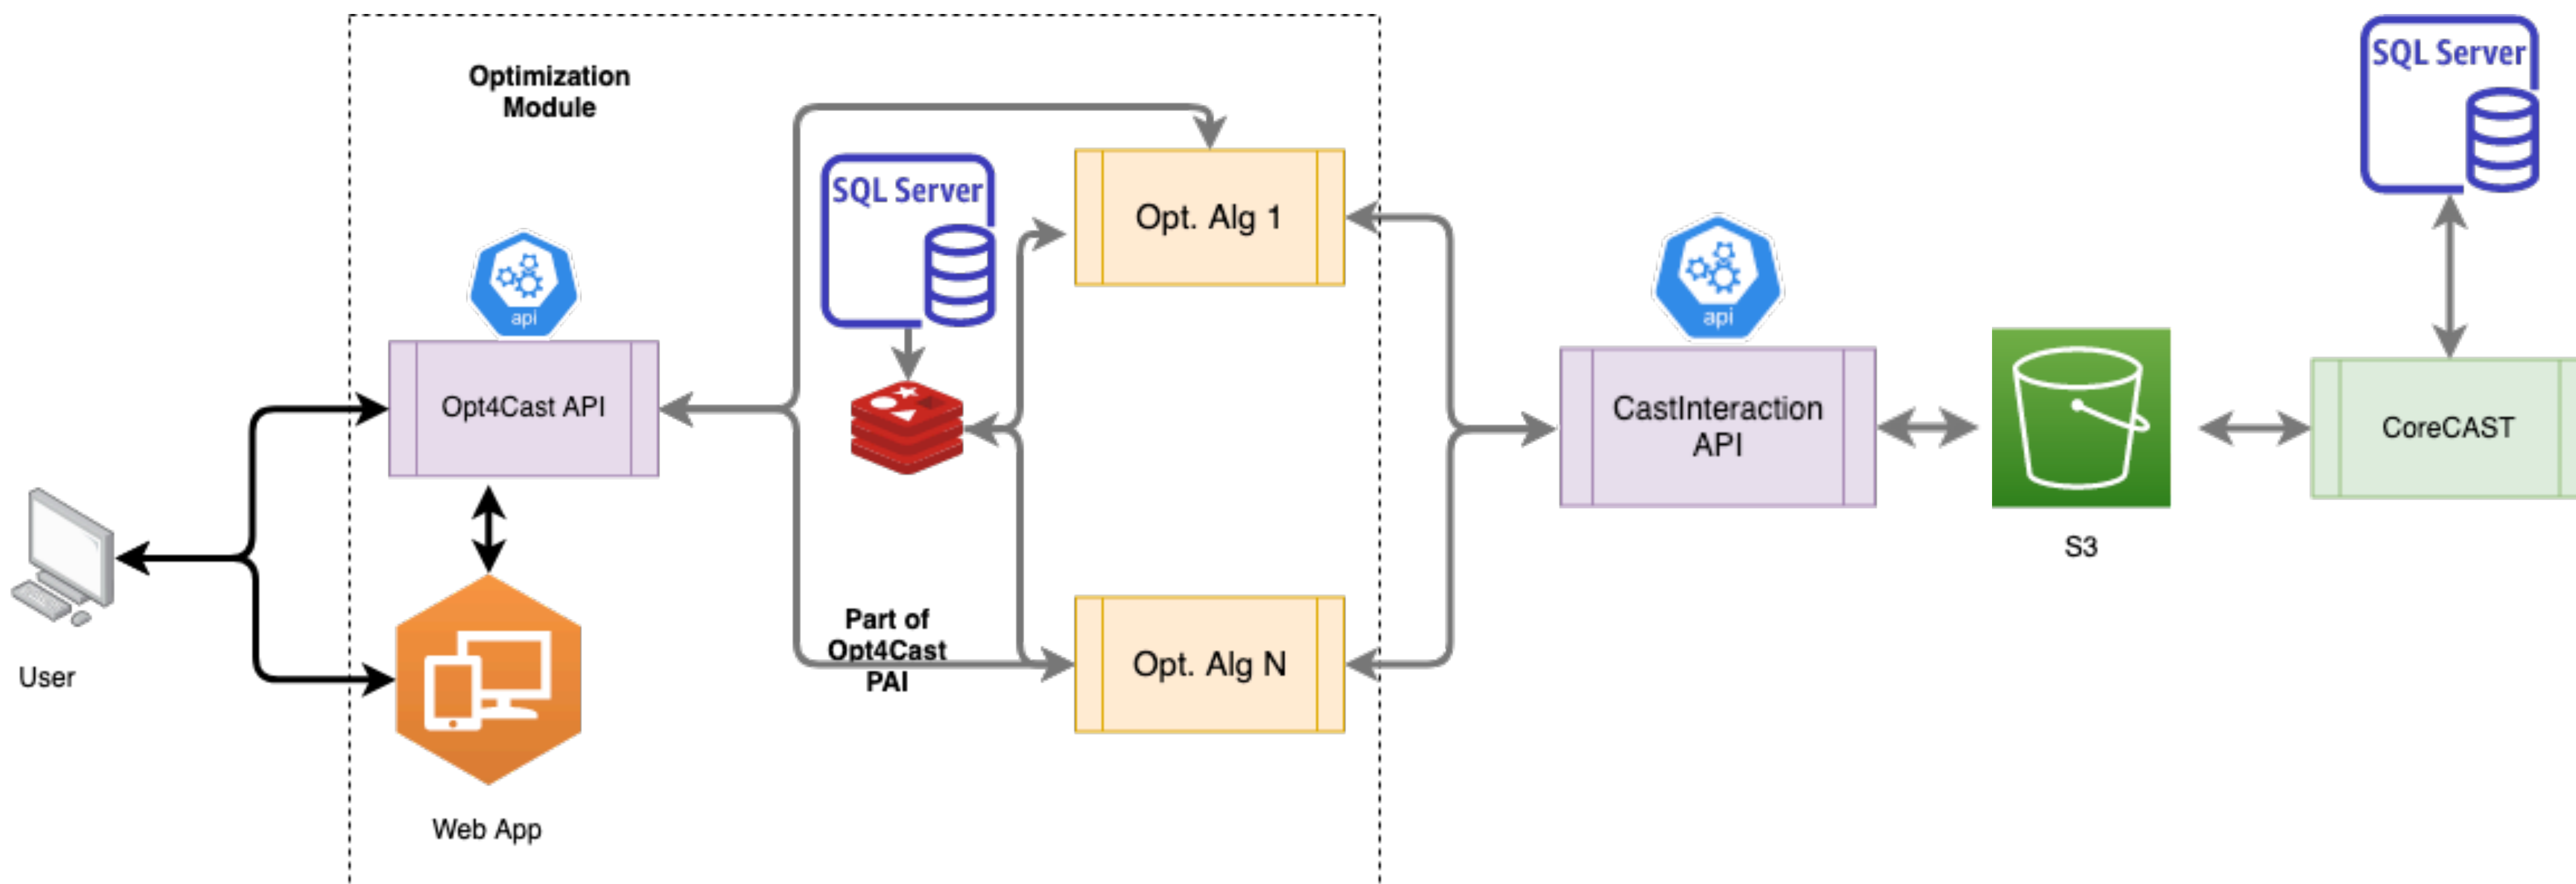 Optimization
Module
SQL Server
SQL Server
Opt. Alg 1
api
api
Opt4Cast API
CastInteraction
API
CoreCAST
S3
Part of
Opt4Cast
PAI
Opt. Alg N
User
Web App